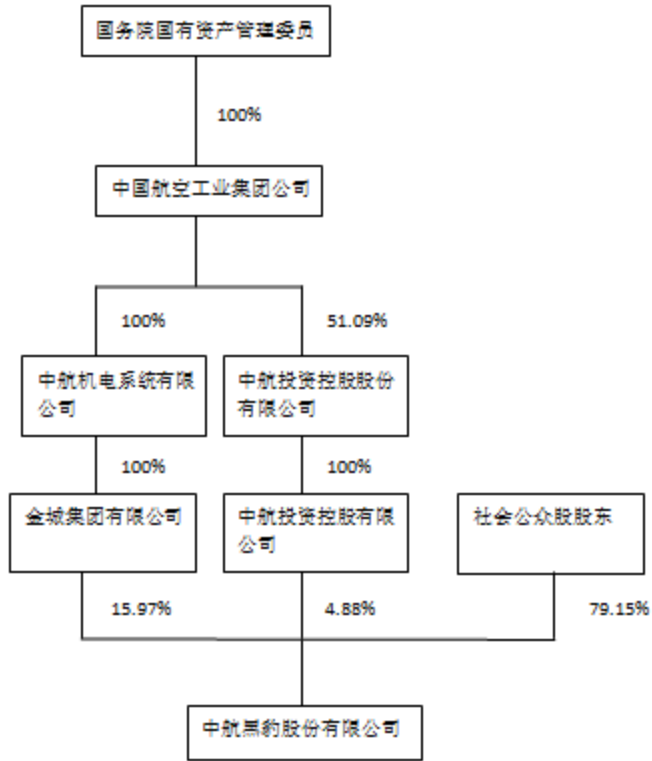 国务院国有资产管理委员
100%
中国航空工业集团公司
100%
51.09%
中航机电系统有限
公司
中航投资控股股份
有限公司
100%
100%
金城集团有限公司
中航投资控股有限
公司
社会公众股股东
15.97%
4.88%
79.15%
中航黑豹股份有限公司